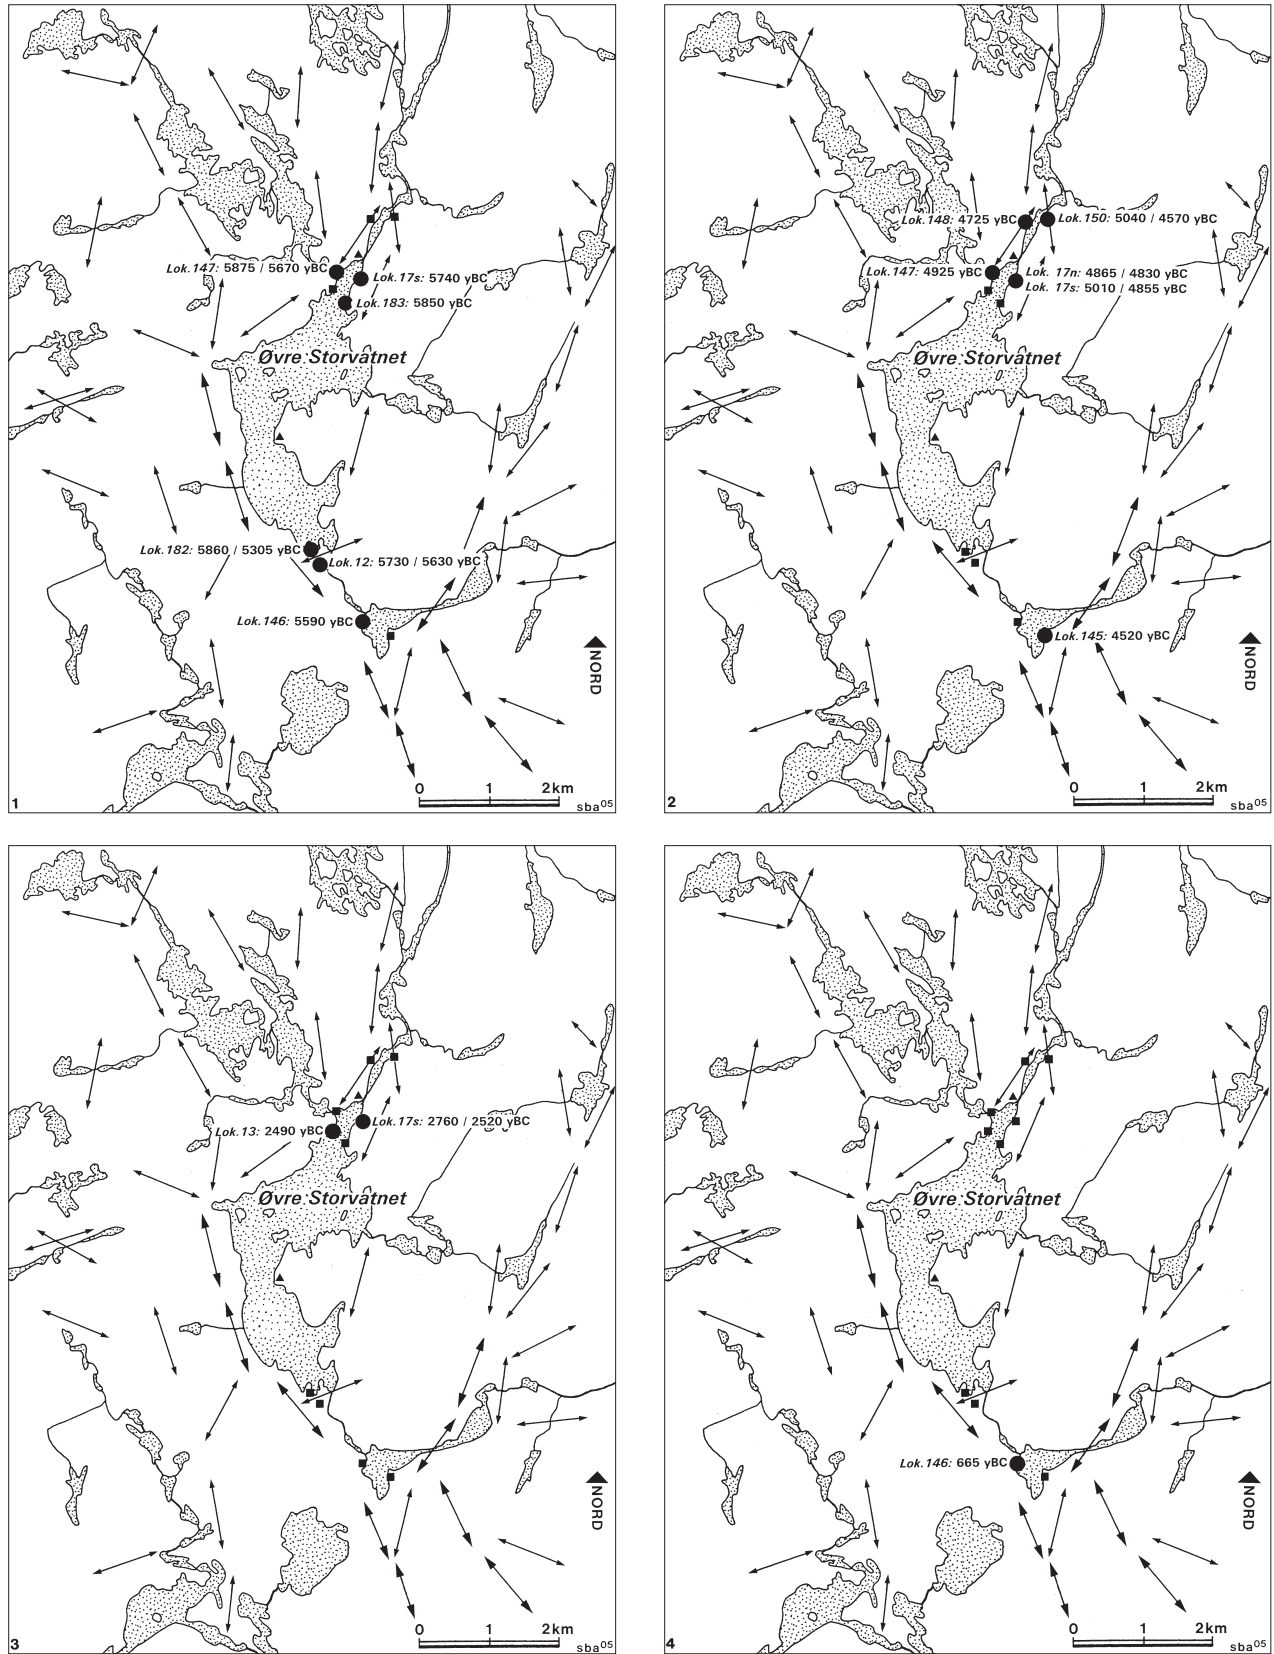 Lok.147: 5875 / 5670 yBC
Lok.17s: 5740 yBC
Lok.183: 5850 yBC
Øvre Storvatnet
Lok.182: 5860 / 5305 yBC
Lok.12: 5730 / 5630 yBC
Lok.146: 5590 yBC
NORD
0 1 2km
1
sba05
Lok.148: 4725 yBC
Lok.150: 5040 / 4570 yBC
Lok.147: 4925 yBC
Lok. 17n: 4865 / 4830 yBC
Lok. 17s: 5010 / 4855 yBC
Øvre Storvatnet
Lok.145: 4520 yBC
NORD
0 1 2km
2
sba05
Lok.17s: 2760 / 2520 yBC
Lok.13: 2490 yBC
Øvre Storvatnet
NORD
0 1 2km
3
sba05
Øvre Storvatnet
Lok.146: 665 yBC
NORD
0 1 2km
4
sba05